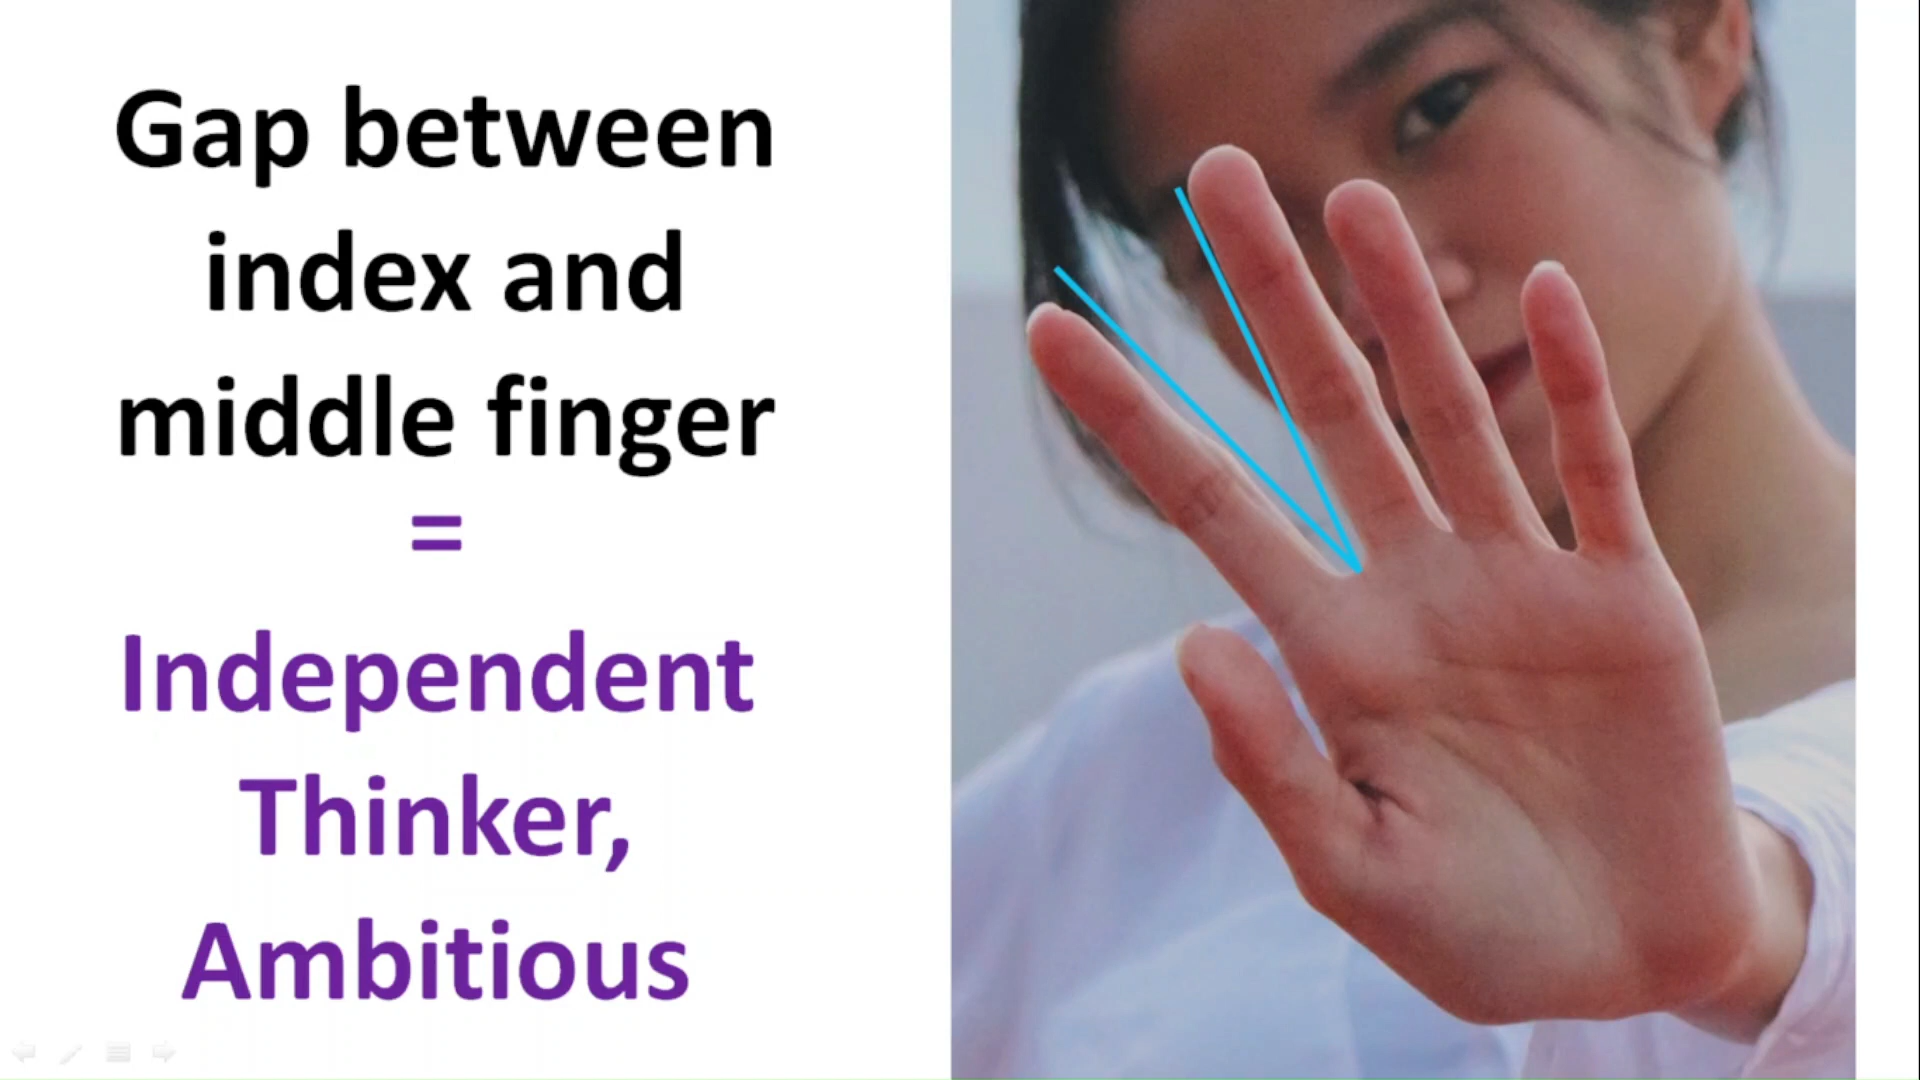 Gap between
index and
middle finger
=
Independent
Thinker,
Ambitious